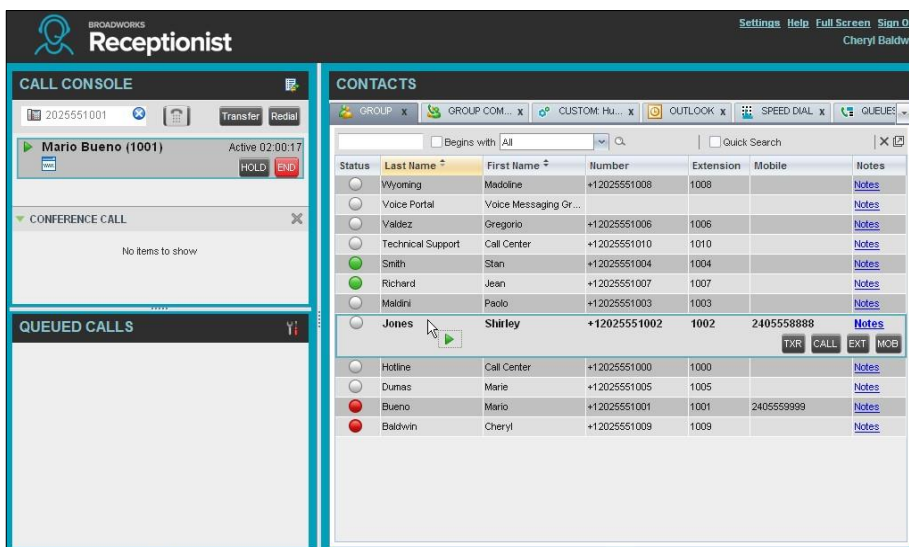 BROADWORKS
Receptionist
Settings Help Full Screen Sign O
Cheryl Baldw
CALL CONSOLE
2025551001
Transfer Redial
Mario Bueno (1001) Active 02:00:17
HOLD END
CONFERENCE CALL
No items to show
QUEUED CALLS
CONTACTS
GROUP X GROUP COM... X CUSTOM: Hu... X OUTLOOK X SPEED DIAL X QUEUES
Begins with All Quick Search
Status Last Name First Name Number Extension Mobile Notes
Wyoming Madoline +12025551008 1008 Notes
Voice Portal Voice Messaging Gr... Notes
Valdez Gregorio +12025551006 1006 Notes
Technical Support Call Center +12025551010 1010 Notes
Smith Stan +12025551004 1004 Notes
Richard Jean +12025551007 1007 Notes
Maldini Paolo +12025551003 1003 Notes
Jones Shirley +12025551002 1002 2405558888 Notes
TXR CALL EXT MOB
Hotline Call Center +12025551000 1000 Notes
Dumas Marie +12025551005 1005 Notes
Bueno Mario +12025551001 1001 2405559999 Notes
Baldwin Cheryl +12025551009 1009 Notes